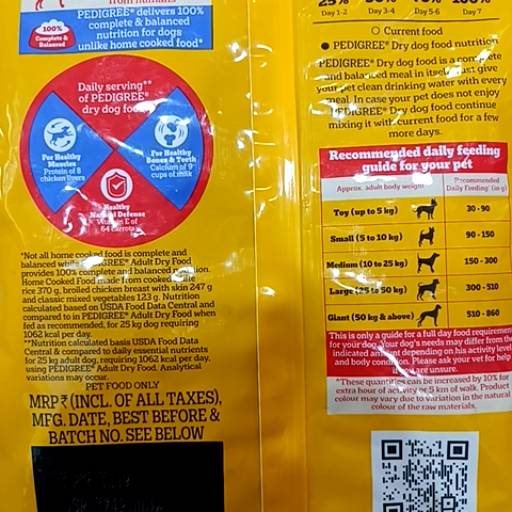 from humans
PEDIGREE® delivers 100%
complete & balanced
nutrition for dogs
unlike home cooked food*
100%
Complete &
Balanced
Daily serving**
of PEDIGREE®
dry dog food
For Healthy
Muscles
Protein of 8
chicken livers
For Healthy
Bones & Teeth
Calcium of 9
cups of milk
Healthy
Natural Defense
Vitamin E of
64 carrots
*Not all home cooked food is complete and
balanced while PEDIGREE® Adult Dry Food
provides 100% complete and balanced nutrition.
Home Cooked Food made from cooked white
rice 370 g, broiled chicken breast with skin 247 g
and classic mixed vegetables 123 g. Nutrition
calculated based on USDA Food Data Central and
compared to in PEDIGREE® Adult Dry Food when
fed as recommended, for 25 kg dog requiring
1062 kcal per day.
**Nutrition calculated basis USDA Food Data
Central & compared to daily essential nutrients
for 25 kg adult dog, requiring 1062 kcal per day.
using PEDIGREE® Adult Dry Food. Analytical
variations may occur.
PET FOOD ONLY
MRP ₹ (INCL. OF ALL TAXES),
MFG. DATE, BEST BEFORE &
BATCH NO. SEE BELOW
25% 100%
Day 1-2 Day 3-4 Day 5-6 Day 7
○ Current food
● PEDIGREE® Dry dog food nutrition
PEDIGREE® Dry dog food is a complete
and balanced meal in itself. Just give
your pet clean drinking water with every
meal. In case your pet does not enjoy
PEDIGREE® Dry dog food continue
mixing it with current food for a few
more days.
Recommended daily feeding
guide for your pet
Approx. adult body weight Recommended
Daily Feeding* (in g)
Toy (up to 5 kg) 30 - 90
Small (5 to 10 kg) 90 - 150
Medium (10 to 25 kg) 150 - 300
Large (25 to 50 kg) 300 - 510
Giant (50 kg & above) 510 - 860
This is only a guide for a full day food requirement
for your dog. Your dog's needs may differ from the
indicated amount depending on his activity level
and body condition. Please ask your vet for help
are unsure.
*These quantities can be increased by 10% for
extra hour of activity or 5 km of walk. Product
colour may vary due to variation in the natural
colour of the raw materials.